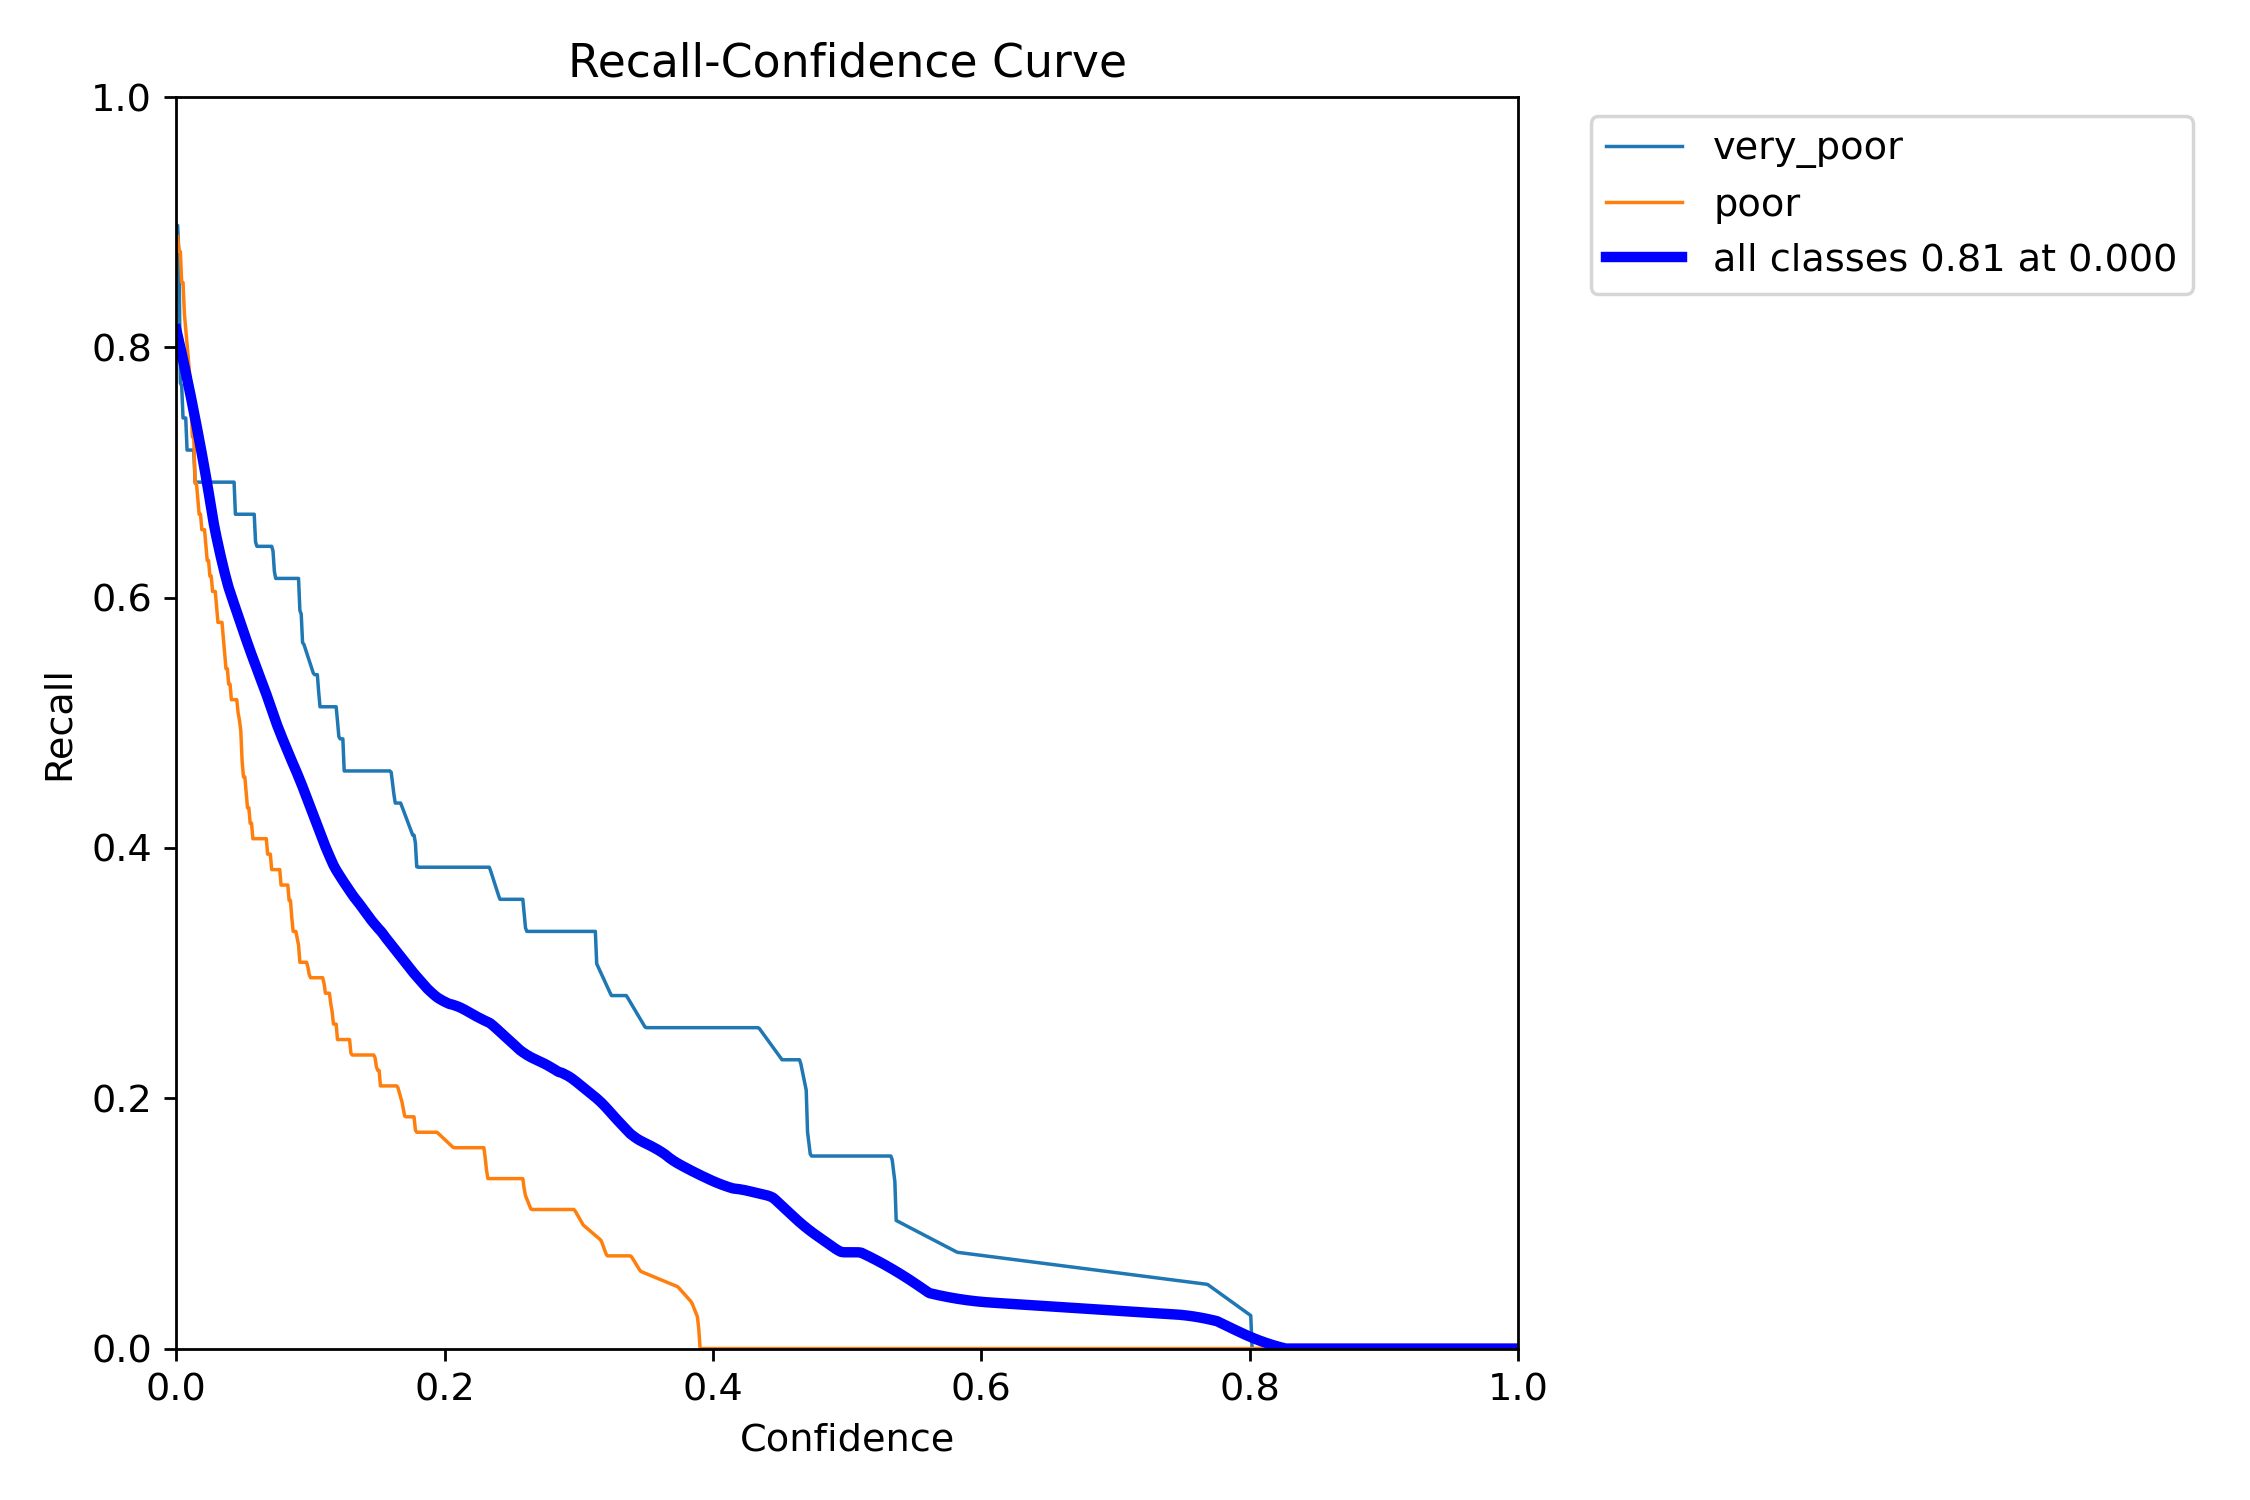 Recall-Confidence Curve
1.0
0.8
0.6
0.4
0.2
0.0
Recall
0.0 0.2 0.4 0.6 0.8 1.0
Confidence
very_poor
poor
all classes 0.81 at 0.000